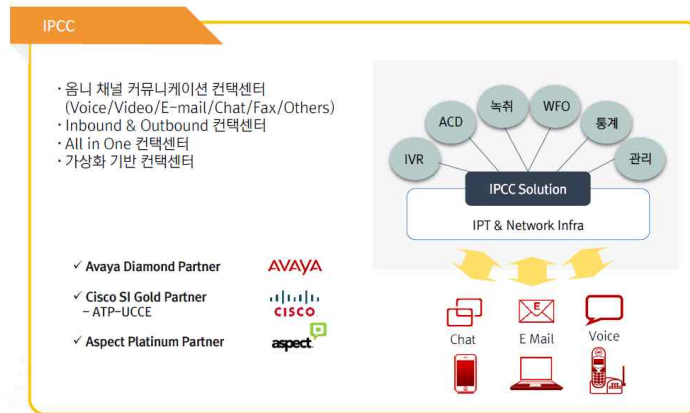 IPCC
· 옴니 채널 커뮤니케이션 컨택센터
(Voice/Video/E-mail/Chat/Fax/Others)
· Inbound & Outbound 컨택센터
· All in One 컨택센터
· 가상화 기반 컨택센터
✓ Avaya Diamond Partner
AVAYA
✓ Cisco SI Gold Partner
– ATP-UCCE
CISCO
✓ Aspect Platinum Partner
aspect
IVR
ACD
녹취
WFO
통계
관리
IPCC Solution
IPT & Network Infra
E
Chat
E Mail
Voice